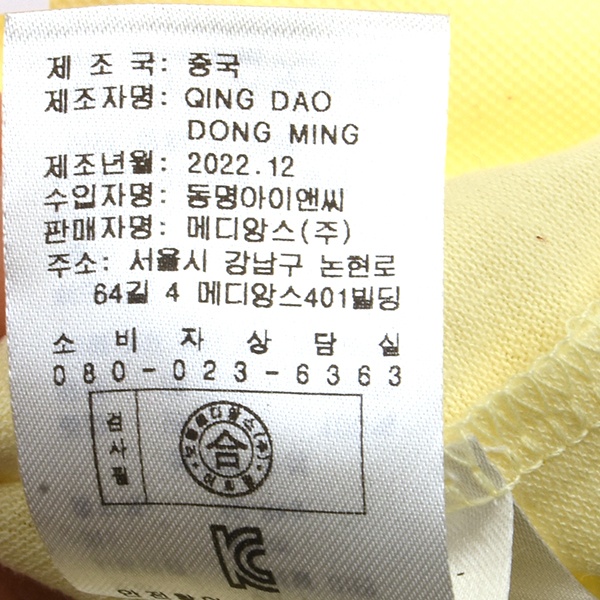 제 조 국: 중국
제조자명: QING DAO
DONG MING
제조년월: 2022.12
수입자명: 동명아이앤씨
판매자명: 메디앙스(주)
주소: 서울시 강남구 논현로
64길 4 메디앙스401빌딩
소 비 자 상 담 실
080-023-6363
검사필
合